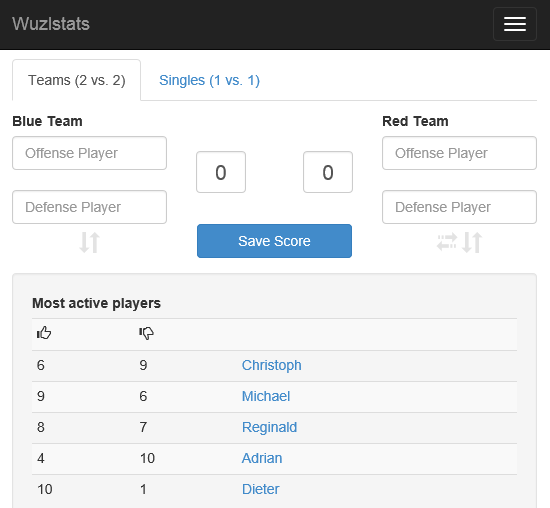 Wuzlstats
Teams (2 vs. 2) Singles (1 vs. 1)
Blue Team Red Team
Offense Player Offense Player
0 0
Defense Player Defense Player
Save Score
Most active players
6 9 Christoph
9 6 Michael
8 7 Reginald
4 10 Adrian
10 1 Dieter